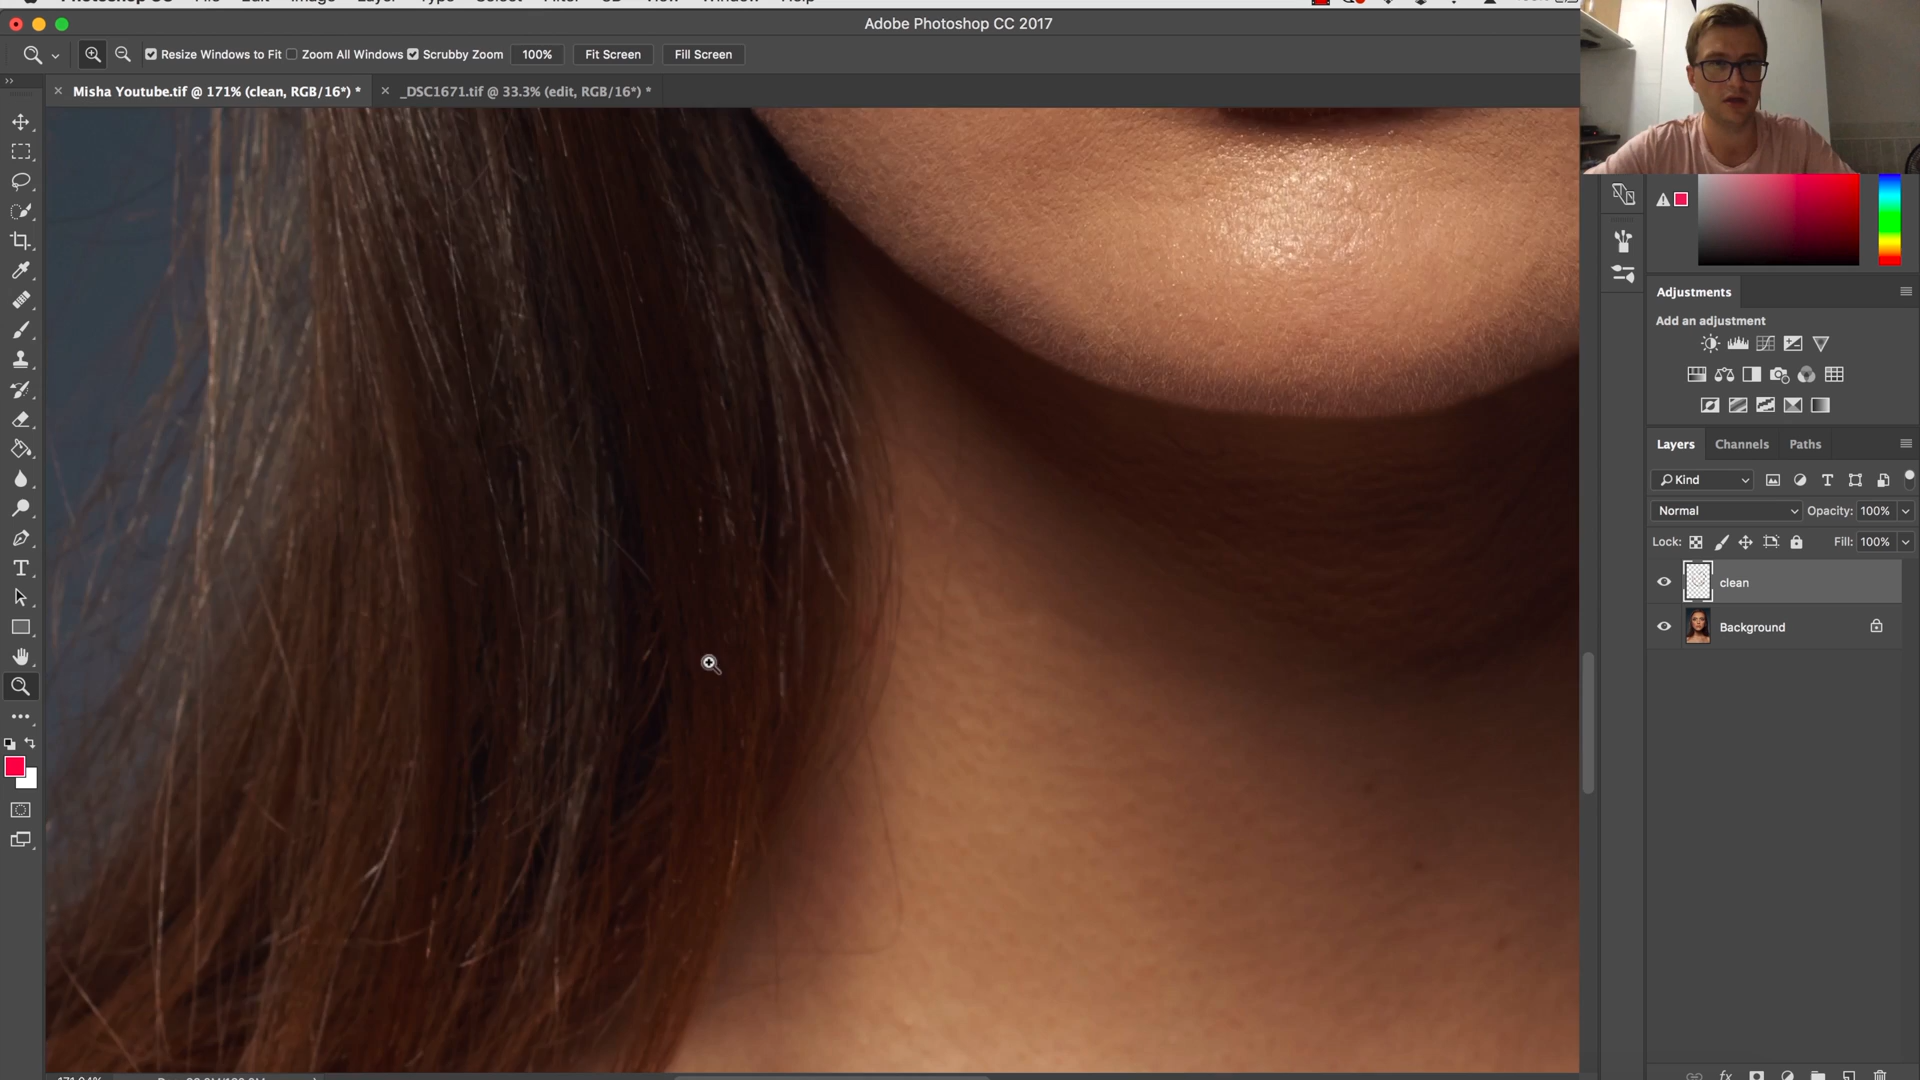 Adobe Photoshop CC 2017
Resize Windows to Fit Zoom All Windows Scrubby Zoom 100% Fit Screen Fill Screen
Misha Youtube.tif @ 171% (clean, RGB/16*) * _DSC1671.tif @ 33.3% (edit, RGB/16*) *
Adjustments
Add an adjustment
Layers Channels Paths
Kind
Normal Opacity: 100%
Lock: Fill: 100%
clean
Background